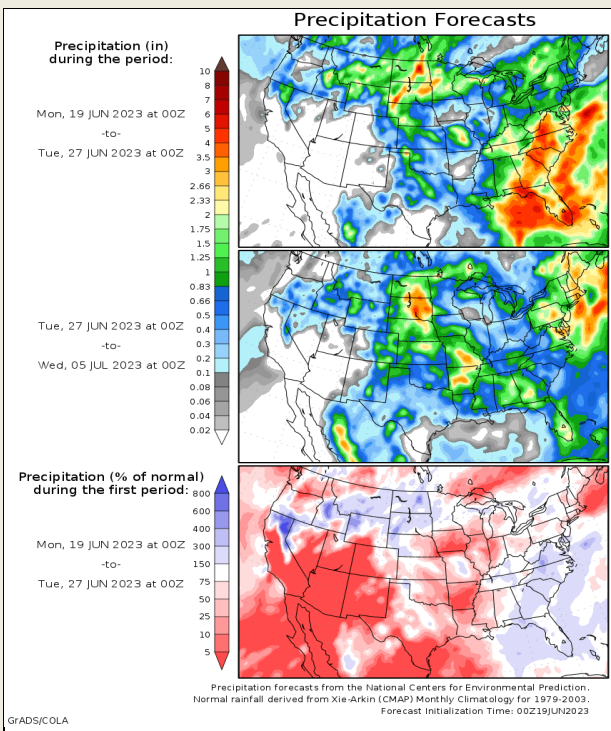 Precipitation Forecasts
Precipitation (in)
during the period:
Mon, 19 JUN 2023 at 00Z
-to-
Tue, 27 JUN 2023 at 00Z
10
8
7
6
5
4
3.5
3
2.66
2.33
2
1.75
1.5
1.25
1
0.83
0.66
0.5
0.4
0.3
0.2
0.1
0.08
0.06
0.04
0.02
Tue, 27 JUN 2023 at 00Z
-to-
Wed, 05 JUL 2023 at 00Z
Precipitation (% of normal)
during the first period:
Mon, 19 JUN 2023 at 00Z
-to-
Tue, 27 JUN 2023 at 00Z
800
600
400
300
150
75
50
25
10
5
Precipitation forecasts from the National Centers for Environmental Prediction.
Normal rainfall derived from Xie-Arkin (CMAP) Monthly Climatology for 1979-2003.
Forecast Initialization Time: 00Z19JUN2023
GrADS/COLA